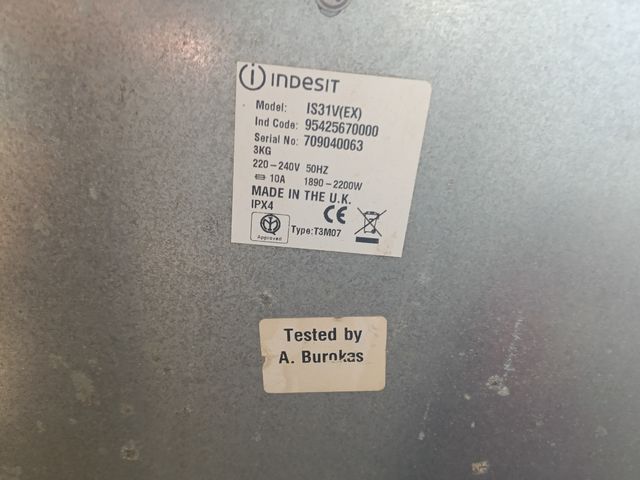 INDESIT
Model: IS31V(EX)
Ind Code: 95425670000
Serial No: 709040063
3KG
220-240V 50HZ
10A 1890-2200W
MADE IN THE U.K.
IPX4
CE
Approved
Type:T3M07
Tested by
A. Burokas